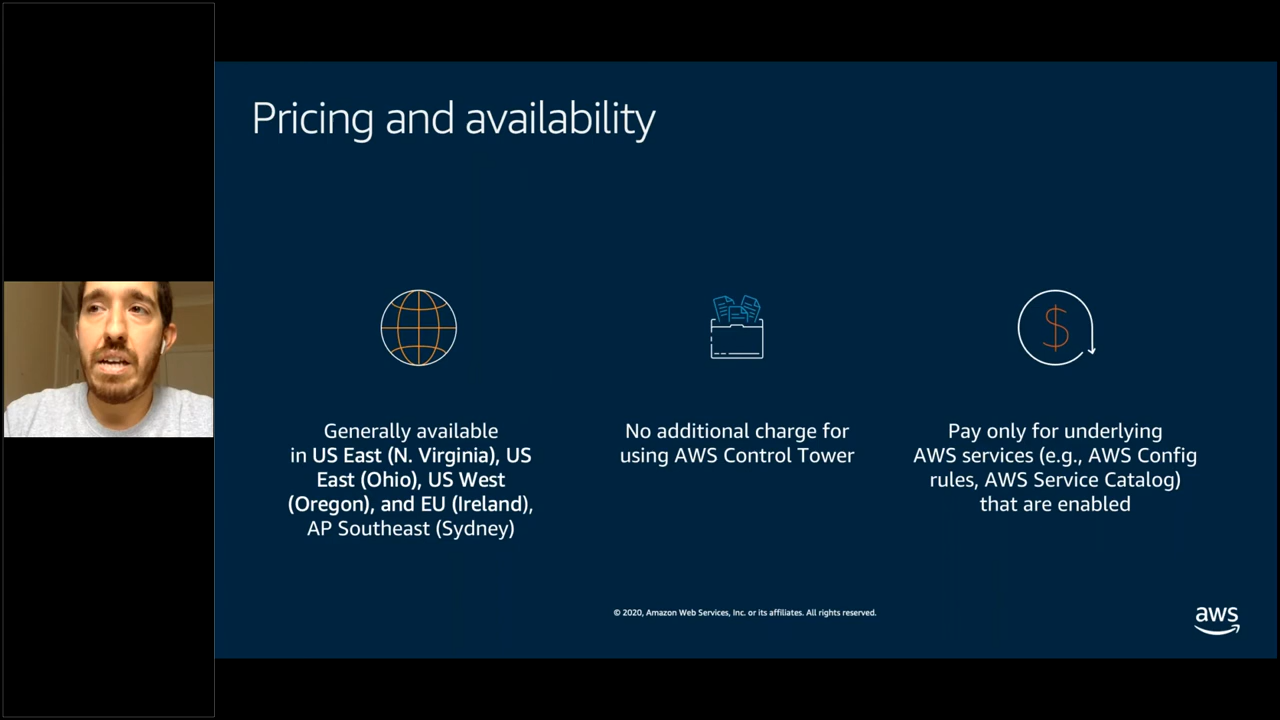 Pricing and availability
Generally available
in US East (N. Virginia), US
East (Ohio), US West
(Oregon), and EU (Ireland),
AP Southeast (Sydney)
No additional charge for
using AWS Control Tower
$
Pay only for underlying
AWS services (e.g., AWS Config
rules, AWS Service Catalog)
that are enabled
© 2020, Amazon Web Services, Inc. or its affiliates. All rights reserved.
aws